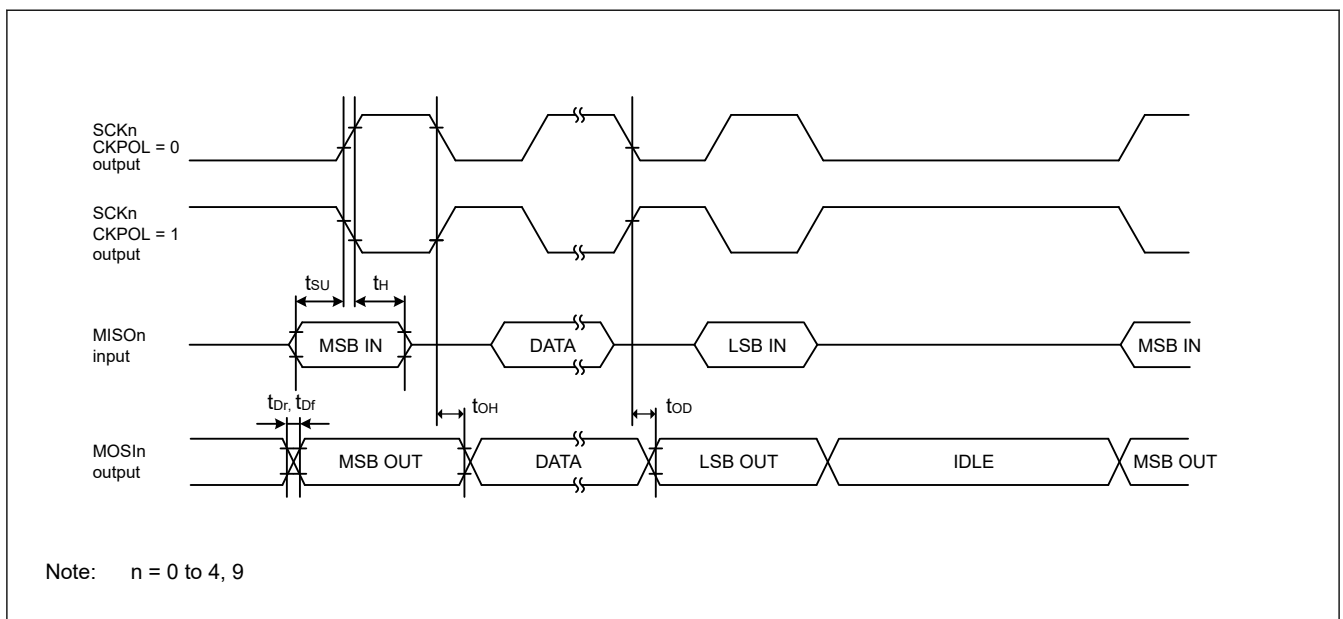 SCKn
CKPOL = 0
output
SCKn
CKPOL = 1
output
tSU
tH
MISOn
input
MSB IN
DATA
LSB IN
MSB IN
tDr, tDf
tOH
tOD
MOSIn
output
MSB OUT
DATA
LSB OUT
IDLE
MSB OUT
Note: n = 0 to 4, 9